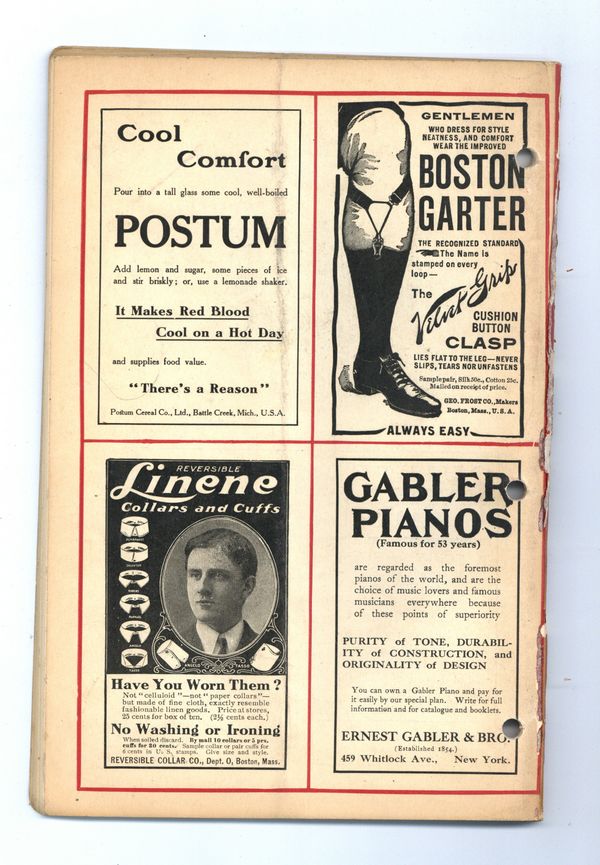 Cool
Comfort
Pour into a tall glass some cool, well-boiled
POSTUM
Add lemon and sugar, some pieces of ice
and stir briskly; or, use a lemonade shaker.
It Makes Red Blood
Cool on a Hot Day
and supplies food value.
"There's a Reason"
Postum Cereal Co., Ltd., Battle Creek, Mich., U.S.A.
GENTLEMEN
WHO DRESS FOR STYLE
NEATNESS, AND COMFORT
WEAR THE IMPROVED
BOSTON
GARTER
THE RECOGNIZED STANDARD
The Name is
stamped on every
loop—
The
Velvet Grip
CUSHION
BUTTON
CLASP
LIES FLAT TO THE LEG—NEVER
SLIPS, TEARS NOR UNFASTENS
Sample pair, Silk 50c., Cotton 25c.
Mailed on receipt of price.
GEO. FROST CO., Makers
Boston, Mass., U.S.A.
ALWAYS EASY
REVERSIBLE
Linene
Collars and Cuffs
RUBENS
RAPHAEL
ANGELO
TASSO
ANGELO
TASSO
Have You Worn Them?
Not "celluloid"—not "paper collars"—
but made of fine cloth, exactly resemble
fashionable linen goods. Price at stores,
25 cents for box of ten. (2½ cents each.)
No Washing or Ironing
When soiled discard. By mail 10 collars or 5 prs.
cuffs for 30 cents. Sample collar or pair cuffs for
6 cents in U. S. stamps. Give size and style.
REVERSIBLE COLLAR CO., Dept. O, Boston, Mass.
GABLER
PIANOS
(Famous for 53 years)
are regarded as the foremost
pianos of the world, and are the
choice of music lovers and famous
musicians everywhere because
of these points of superiority
PURITY of TONE, DURABIL-
ITY of CONSTRUCTION, and
ORIGINALITY of DESIGN
You can own a Gabler Piano and pay for
it easily by our special plan. Write for full
information and for catalogue and booklets.
ERNEST GABLER & BRO.
(Established 1854.)
459 Whitlock Ave., New York.